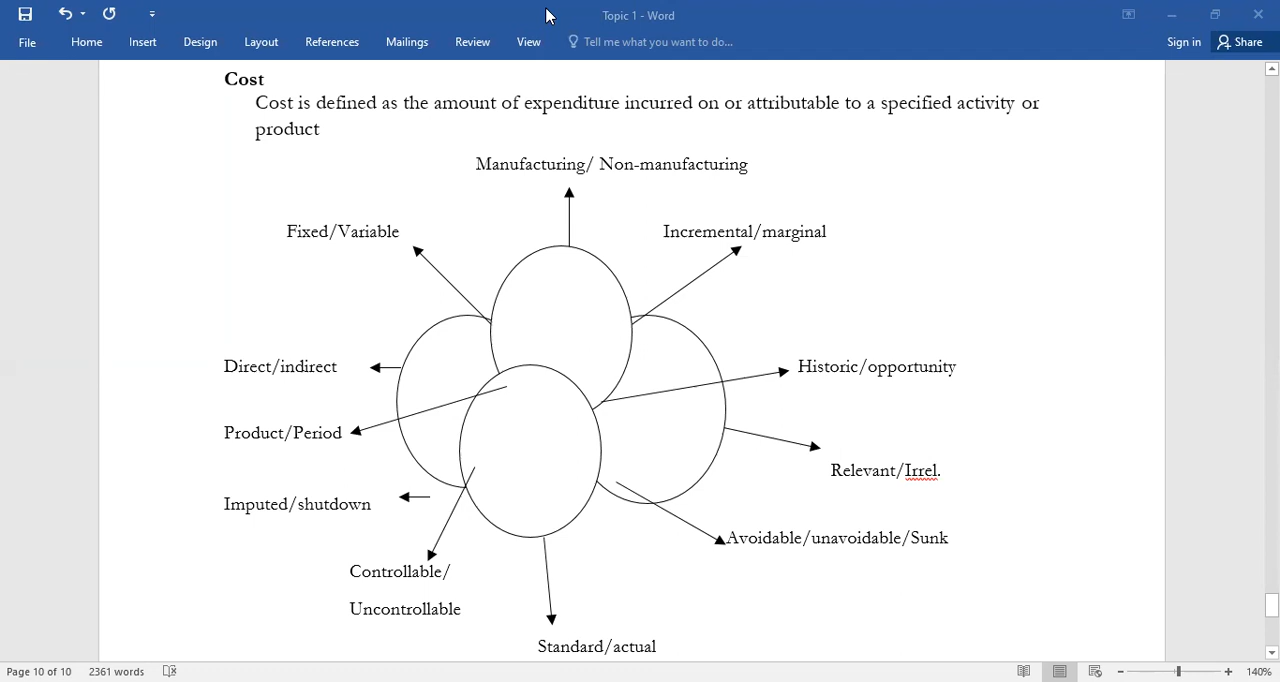 Topic 1 - Word
File
Home
Insert
Design
Layout
References
Mailings
Review
View
Tell me what you want to do...
Sign in
Share
Cost
Cost is defined as the amount of expenditure incurred on or attributable to a specified activity or
product
Manufacturing/ Non-manufacturing
Fixed/Variable
Incremental/marginal
Direct/indirect
Historic/opportunity
Product/Period
Relevant/Irrel.
Imputed/shutdown
Avoidable/unavoidable/Sunk
Controllable/
Uncontrollable
Standard/actual
Page 10 of 10
2361 words
140%